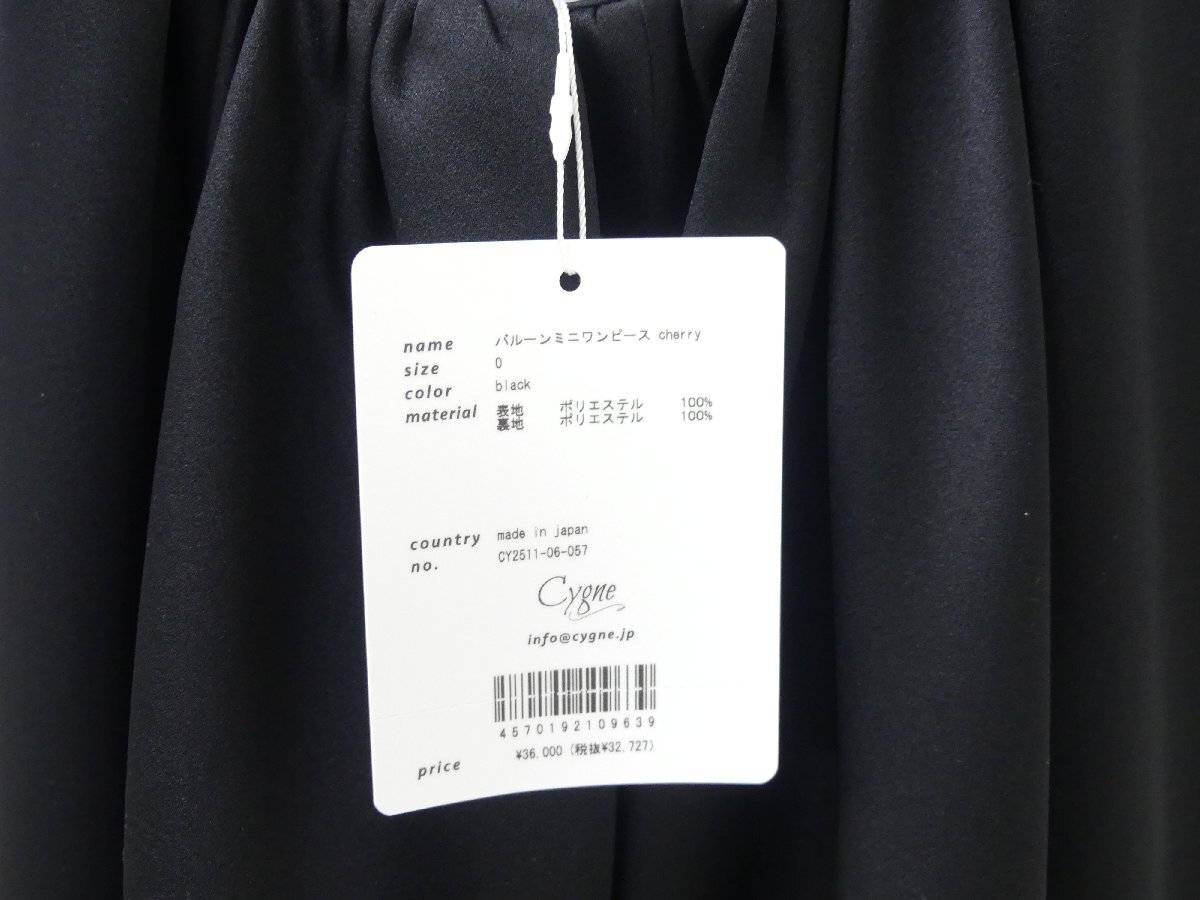 name バルーンミニワンピース cherry
size 0
color black
material 表地 ポリエステル 100%
裏地 ポリエステル 100%
country made in japan
no. CY2511-06-057
Cygne
info@cygne.jp
4570192109639
price ¥36,000 (税抜¥32,727)